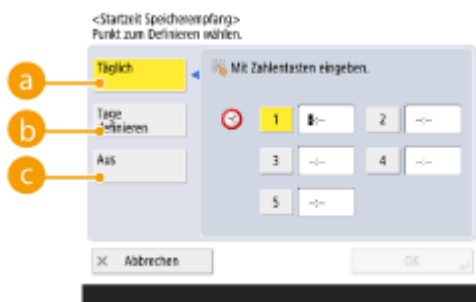 <Startzeit Speicherempfang>
Punkt zum Definieren wählen.
a
Täglich
Mit Zahlentasten eingeben.
b
Tage
definieren
1 -:-- 2 --:--
c
Aus
3 --:-- 4 --:--
5 --:--
× Abbrechen
OK